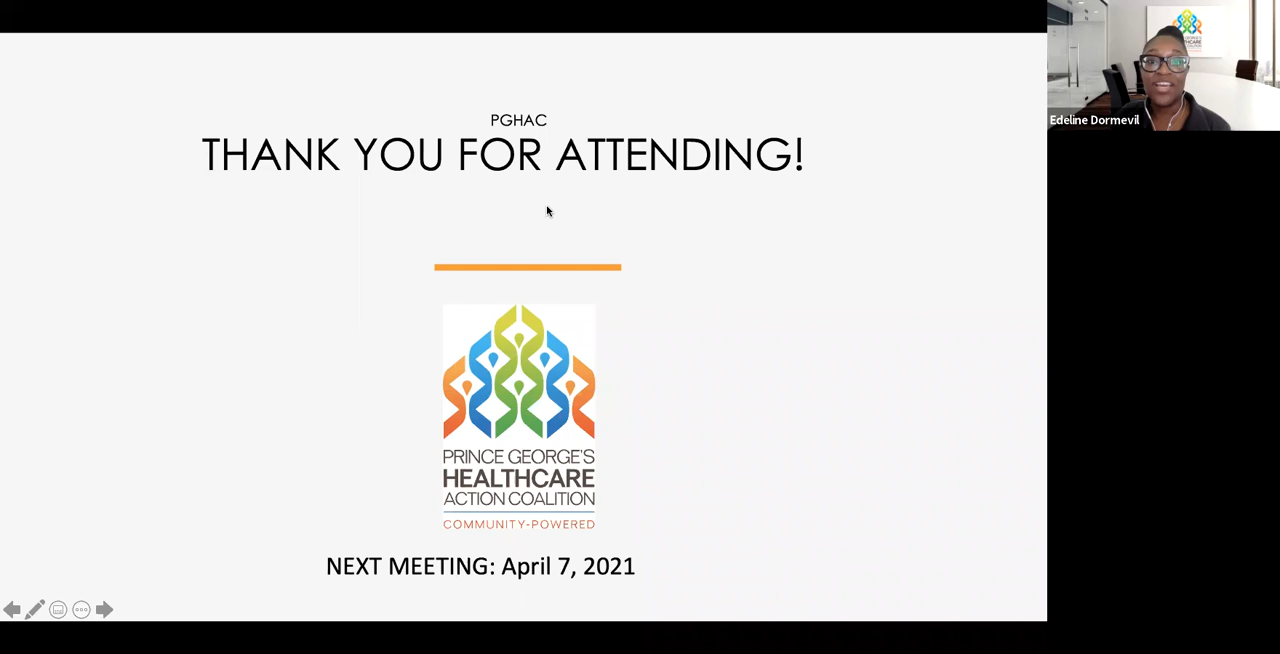 PGHAC
THANK YOU FOR ATTENDING!
PRINCE GEORGE'S
HEALTHCARE
ACTION COALITION
COMMUNITY-POWERED
NEXT MEETING: April 7, 2021
Edeline Dormevil